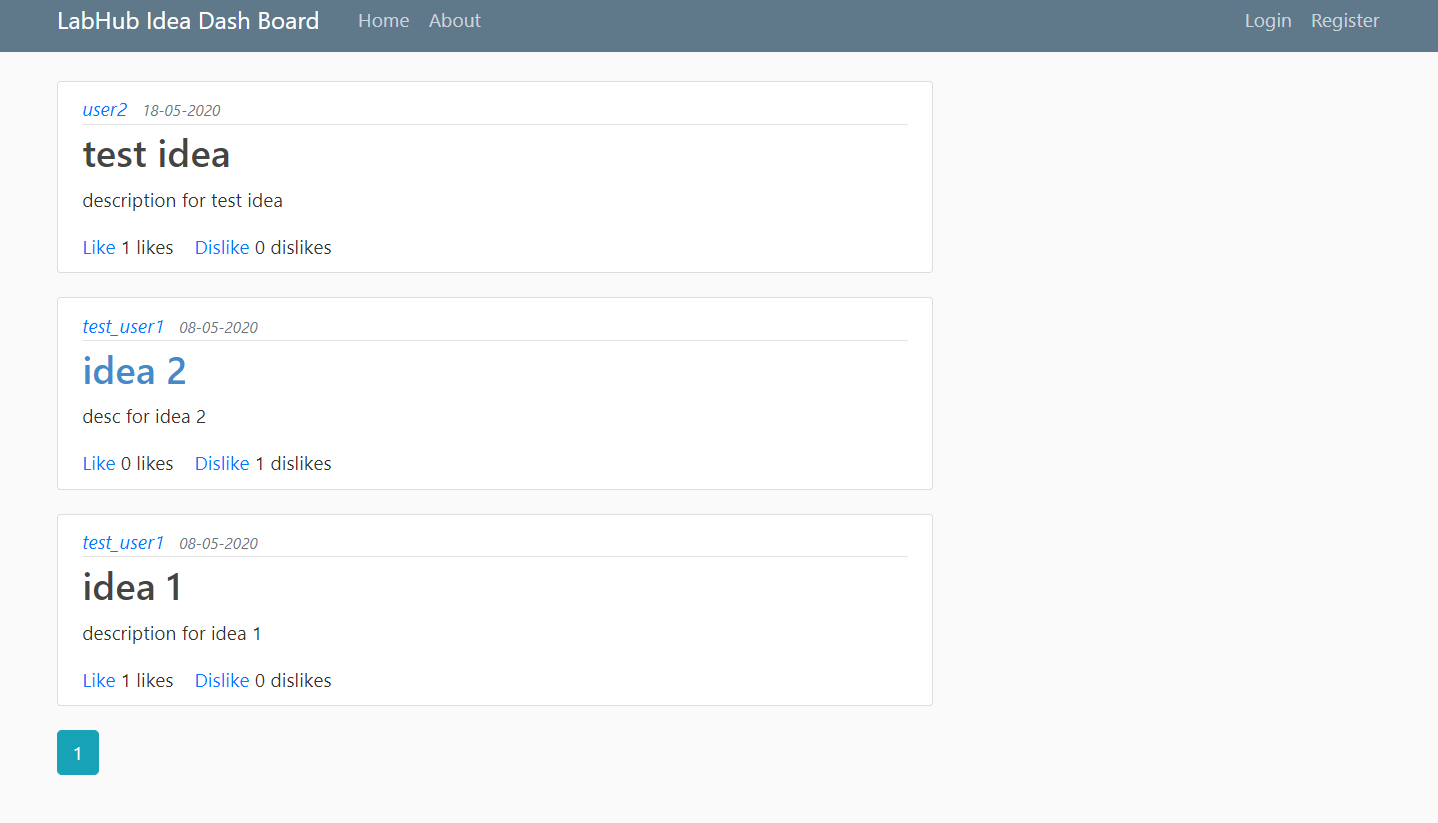 LabHub Idea Dash Board Home About Login Register
user2 18-05-2020
test idea
description for test idea
Like 1 likes Dislike 0 dislikes
test_user1 08-05-2020
idea 2
desc for idea 2
Like 0 likes Dislike 1 dislikes
test_user1 08-05-2020
idea 1
description for idea 1
Like 1 likes Dislike 0 dislikes
1